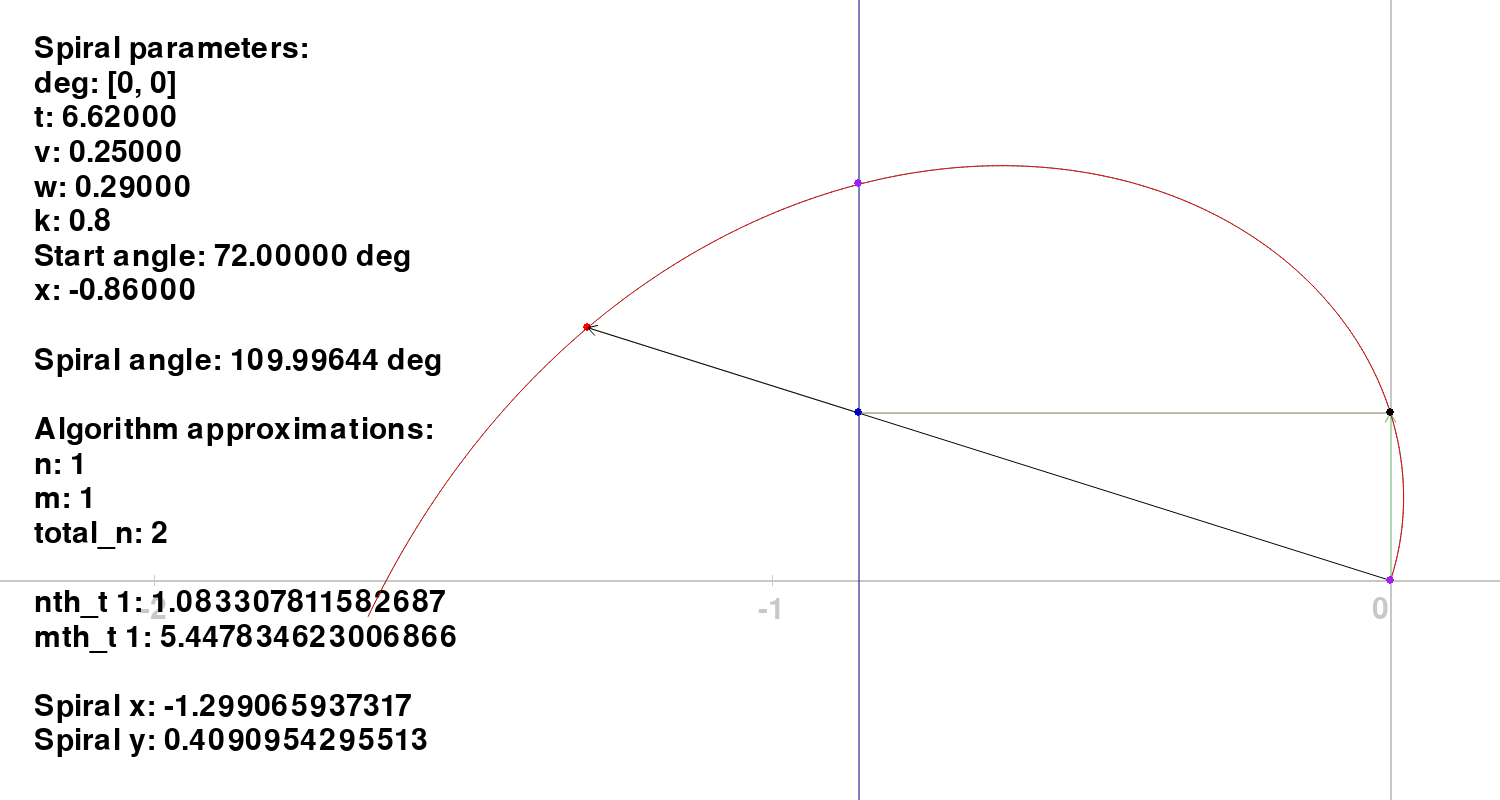 Spiral parameters:
deg: [0, 0]
t: 6.62000
v: 0.25000
w: 0.29000
k: 0.8
Start angle: 72.00000 deg
x: -0.86000
Spiral angle: 109.99644 deg
Algorithm approximations:
n: 1
m: 1
total_n: 2
nth_t 1: 1.083307811582687
mth_t 1: 5.447834623006866
Spiral x: -1.299065937317
Spiral y: 0.4090954295513
-2
-1
0